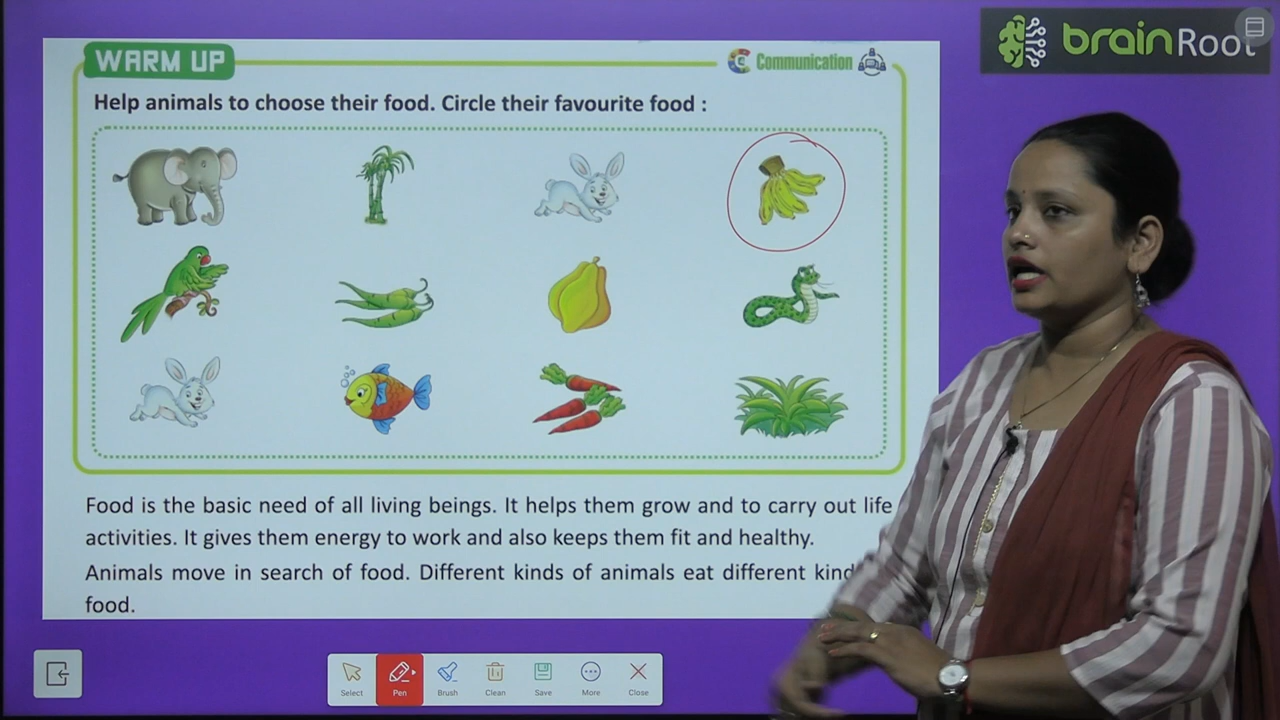 WARM UP
Communication
brainRoot
Help animals to choose their food. Circle their favourite food :
Food is the basic need of all living beings. It helps them grow and to carry out life
activities. It gives them energy to work and also keeps them fit and healthy.
Animals move in search of food. Different kinds of animals eat different
food.
Select
Pen
Brush
Clean
Save
More
Close